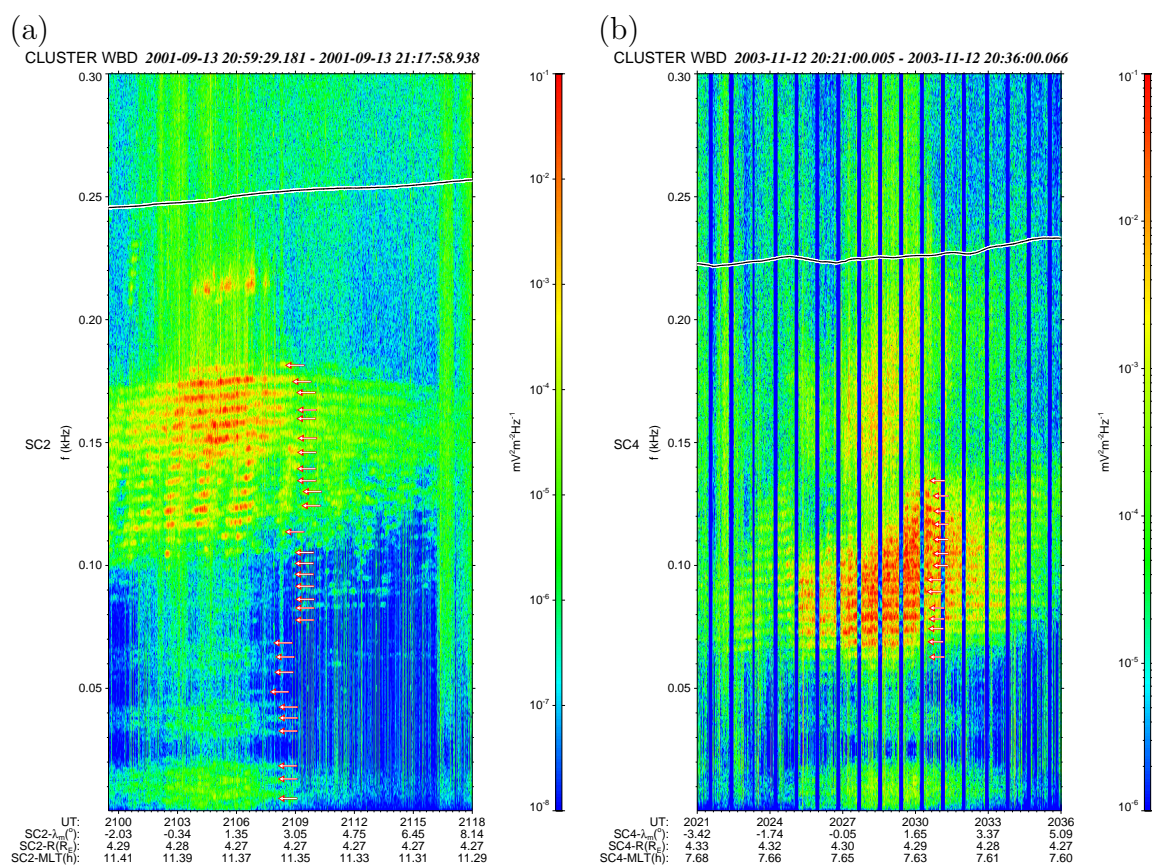 (a)
CLUSTER WBD 2001-09-13 20:59:29.181 - 2001-09-13 21:17:58.938
0.30
0.25
0.20
0.15
0.10
0.05
SC2
f (kHz)
10-1
10-2
10-3
10-4
10-5
10-6
10-7
10-8
mV2m-2Hz-1
UT: 2100 2103 2106 2109 2112 2115 2118
SC2-λm(°) -2.03 -0.34 1.35 3.05 4.75 6.45 8.14
SC2-R(RE) 4.29 4.28 4.27 4.27 4.27 4.27 4.27
SC2-MLT(h) 11.41 11.39 11.37 11.35 11.33 11.31 11.29
(b)
CLUSTER WBD 2003-11-12 20:21:00.005 - 2003-11-12 20:36:00.066
0.30
0.25
0.20
0.15
0.10
0.05
SC4
f (kHz)
10-1
10-2
10-3
10-4
10-5
10-6
mV2m-2Hz-1
UT: 2021 2024 2027 2030 2033 2036
SC4-λm(°) -3.42 -1.74 -0.05 1.65 3.37 5.09
SC4-R(RE) 4.33 4.32 4.30 4.29 4.28 4.27
SC4-MLT(h) 7.68 7.66 7.65 7.63 7.61 7.60